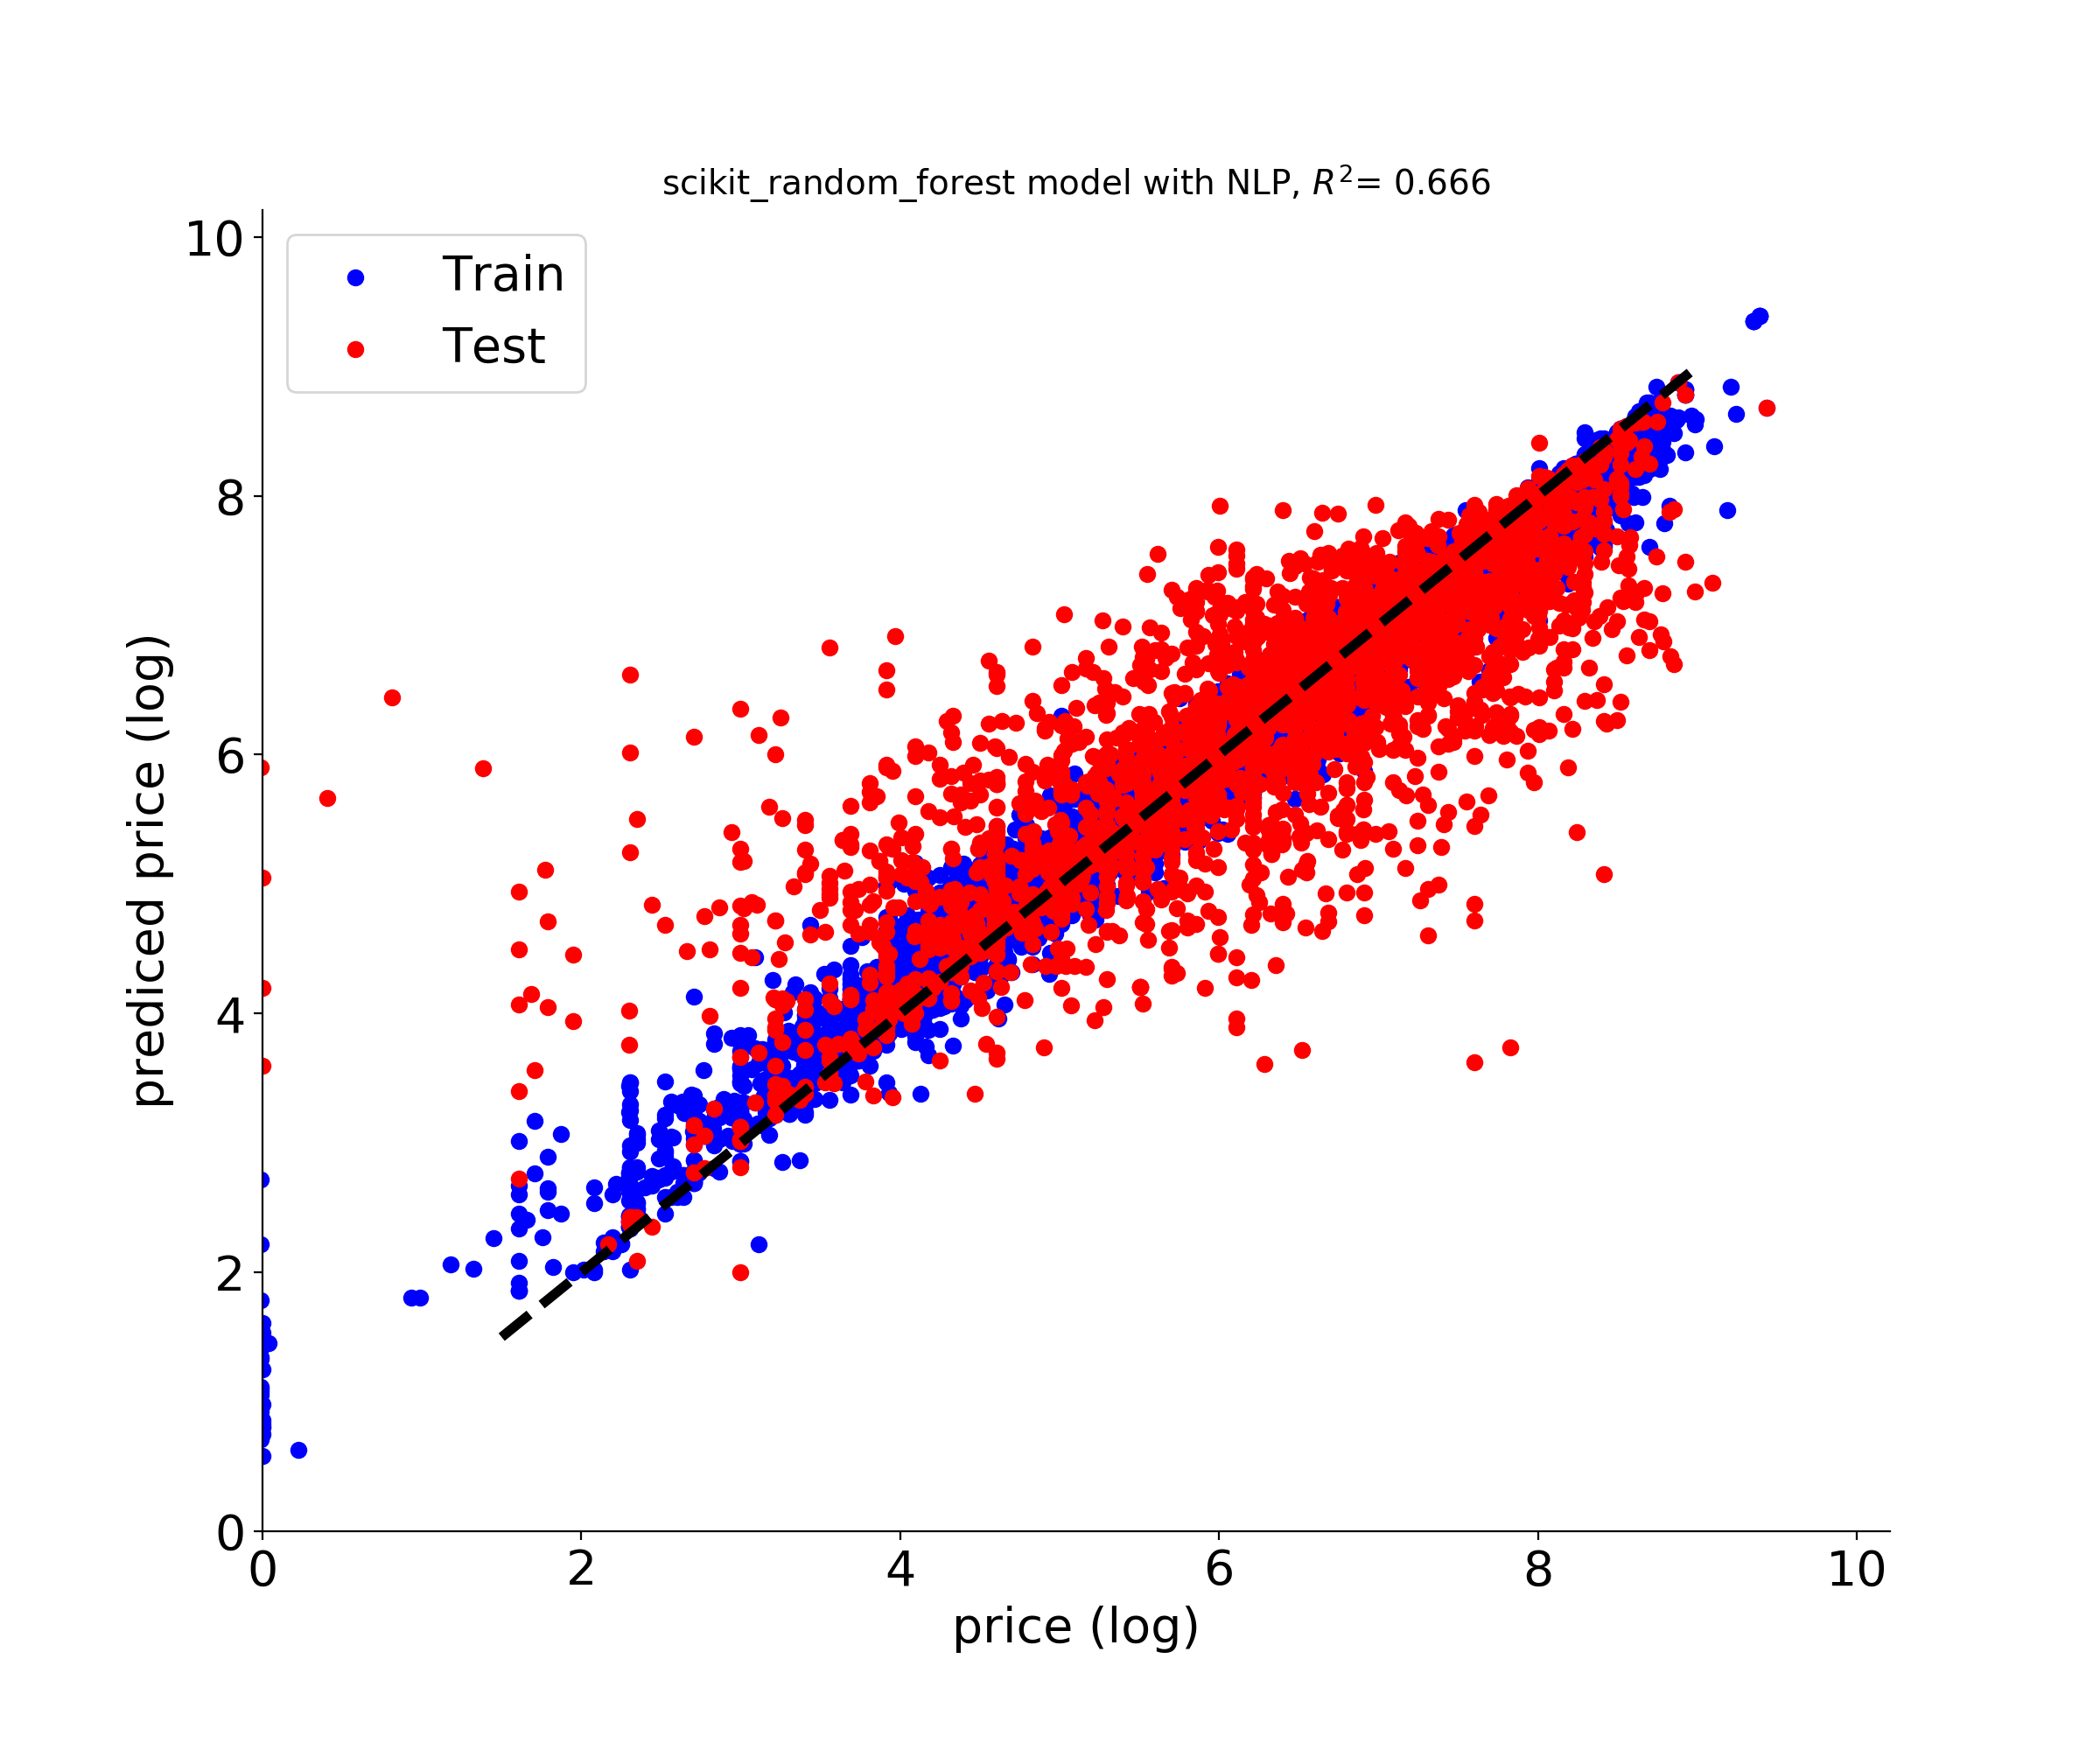 scikit_random_forest model with NLP, R²= 0.666
Train
Test
prediced price (log)
10
8
6
4
2
0
0 2 4 6 8 10
price (log)